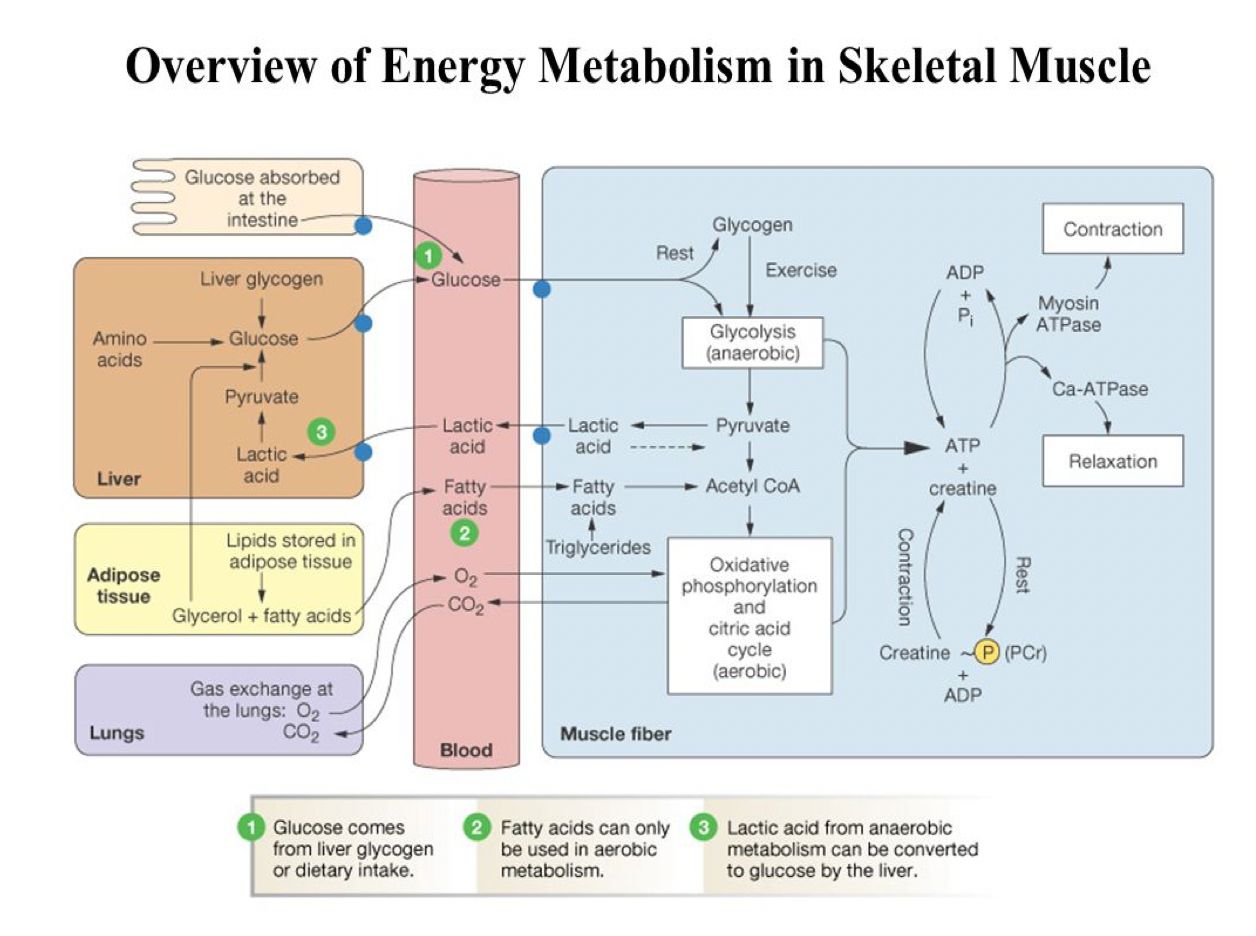 Overview of Energy Metabolism in Skeletal Muscle
Glucose absorbed
at the
intestine
Liver glycogen
Amino
acids
Glucose
Pyruvate
3
Lactic
acid
Liver
Lipids stored in
adipose tissue
Adipose
tissue
Glycerol + fatty acids
Gas exchange at
the lungs: O₂
CO₂
Lungs
1
Glucose
Lactic
acid
Fatty
acids
2
O₂
CO₂
Blood
Glycogen
Rest
Exercise
Glycolysis
(anaerobic)
Lactic
acid
Pyruvate
Fatty
acids
Acetyl CoA
Triglycerides
Oxidative
phosphorylation
and
citric acid
cycle
(aerobic)
Muscle fiber
ADP
+
Pi
Contraction
Myosin
ATPase
Ca-ATPase
Relaxation
ATP
+
creatine
Contraction
Rest
Creatine ~ P (PCr)
+
ADP
1 Glucose comes
from liver glycogen
or dietary intake.
2 Fatty acids can only
be used in aerobic
metabolism.
3 Lactic acid from anaerobic
metabolism can be converted
to glucose by the liver.